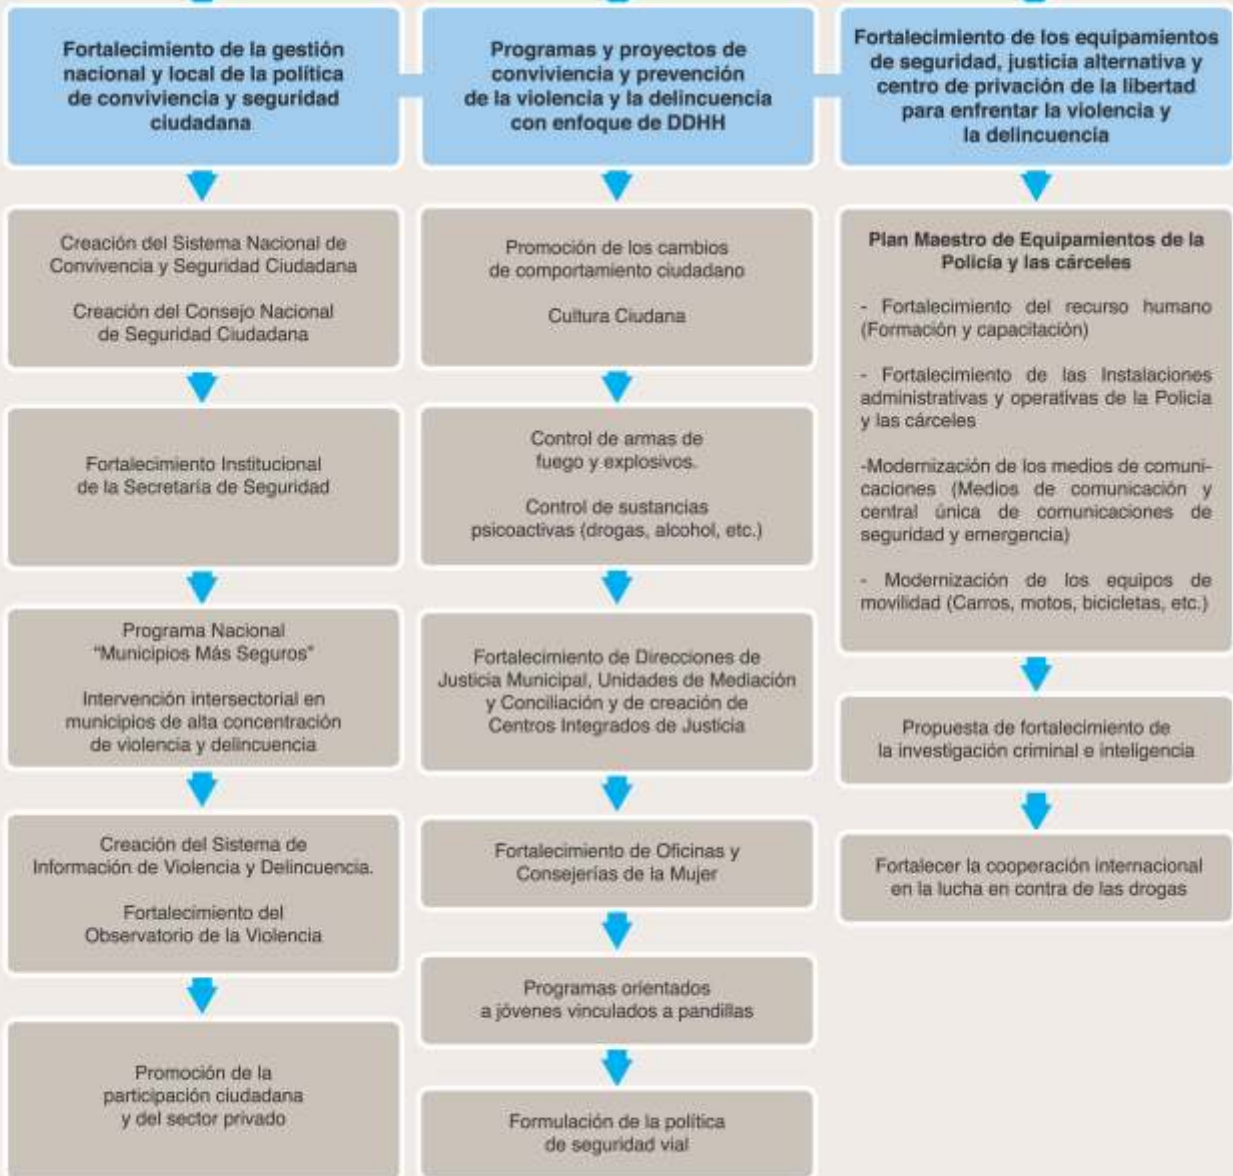 Fortalecimiento de la gestión
nacional y local de la política
de conviviencia y seguridad
ciudadana
Creación del Sistema Nacional de
Convivencia y Seguridad Ciudadana
Creación del Consejo Nacional
de Seguridad Ciudadana
Fortalecimiento Institucional
de la Secretaría de Seguridad
Programa Nacional
“Municipios Más Seguros”
Intervención intersectorial en
municipios de alta concentración
de violencia y delincuencia
Creación del Sistema de
Información de Violencia y Delincuencia.
Fortalecimiento del
Observatorio de la Violencia
Promoción de la
participación ciudadana
y del sector privado
Programas y proyectos de
conviviencia y prevención
de la violencia y la delincuencia
con enfoque de DDHH
Promoción de los cambios
de comportamiento ciudadano
Cultura Ciudana
Control de armas de
fuego y explosivos.
Control de sustancias
psicoactivas (drogas, alcohol, etc.)
Fortalecimiento de Direcciones de
Justicia Municipal, Unidades de Mediación
y Conciliación y de creación de
Centros Integrados de Justicia
Fortalecimiento de Oficinas y
Consejerías de la Mujer
Programas orientados
a jóvenes vinculados a pandillas
Formulación de la política
de seguridad vial
Fortalecimiento de los equipamientos
de seguridad, justicia alternativa y
centro de privación de la libertad
para enfrentar la violencia y
la delincuencia
Plan Maestro de Equipamientos de la
Policía y las cárceles
- Fortalecimiento del recurso humano
(Formación y capacitación)
- Fortalecimiento de las Instalaciones
administrativas y operativas de la Policía
y las cárceles
-Modernización de los medios de comuni-
caciones (Medios de comunicación y
central única de comunicaciones de
seguridad y emergencia)
- Modernización de los equipos de
movilidad (Carros, motos, bicicletas, etc.)
Propuesta de fortalecimiento de
la investigación criminal e inteligencia
Fortalecer la cooperación internacional
en la lucha en contra de las drogas